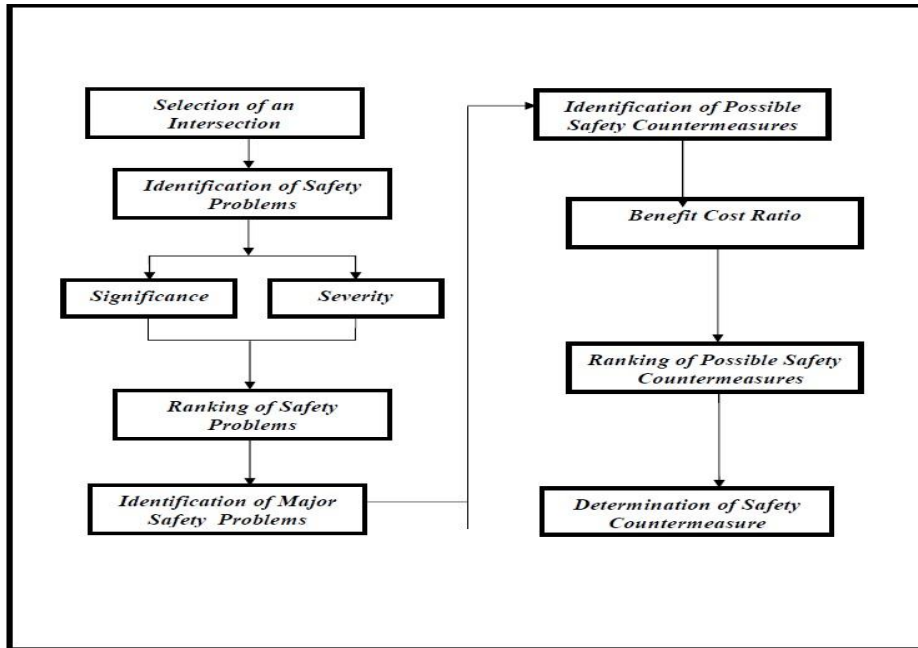 Selection of an
Intersection
Identification of Safety
Problems
Significance
Severity
Ranking of Safety
Problems
Identification of Major
Safety Problems
Identification of Possible
Safety Countermeasures
Benefit Cost Ratio
Ranking of Possible Safety
Countermeasures
Determination of Safety
Countermeasure